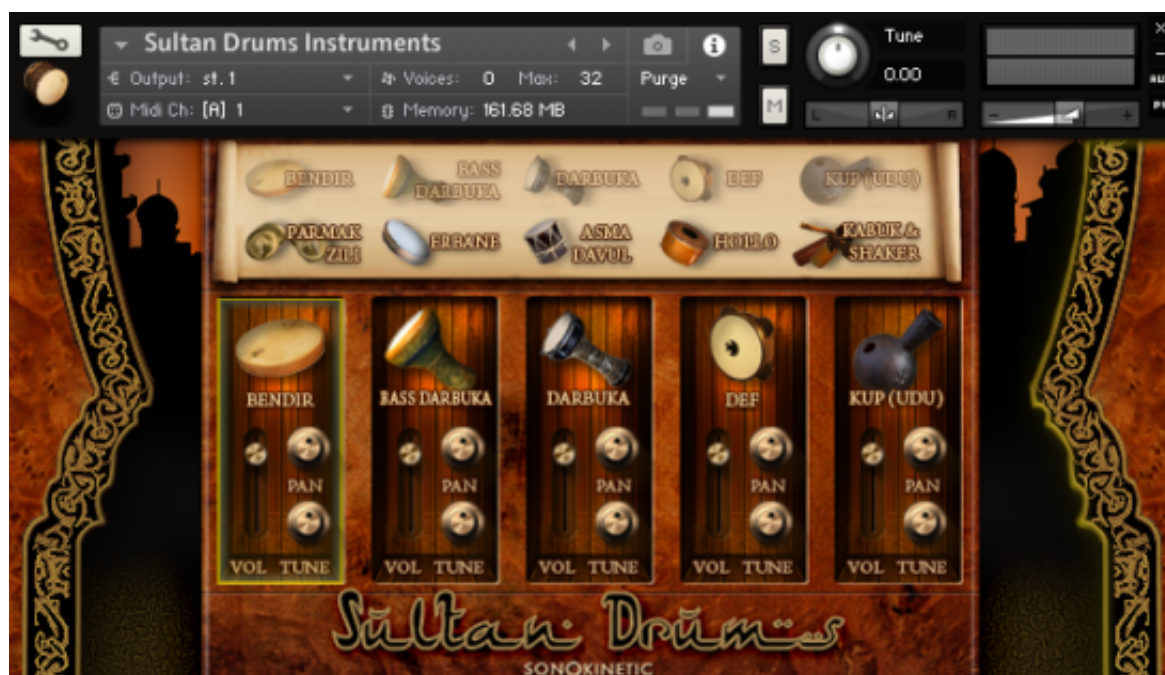 Sultan Drums Instruments
S
Tune
Output: st.1
Voices: 0 Max: 32
Purge
0.00
Midi Ch: [A] 1
Memory: 161.68 MB
M
L
R
-
+
BENDIR
BASS
DARBUKA
DARBUKA
DEF
KUP (UDU)
PARMAK
ZILI
ERBANE
ASMA
DAVUL
HOLLO
KABUK &
SHAKER
BENDIR
BASS DARBUKA
DARBUKA
DEF
KUP (UDU)
PAN
PAN
PAN
PAN
PAN
VOL TUNE
VOL TUNE
VOL TUNE
VOL TUNE
VOL TUNE
Sultan Drums
SONOKINETIC